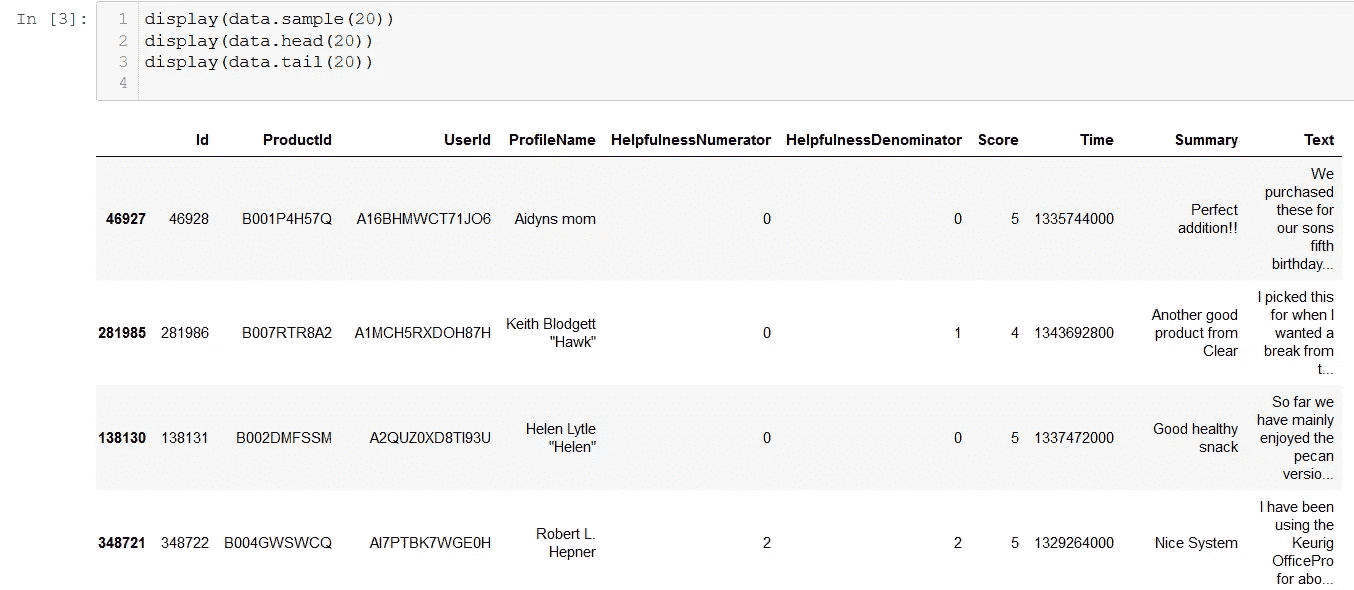 In [3]:
1 display(data.sample(20))
2 display(data.head(20))
3 display(data.tail(20))
4
Id ProductId UserId ProfileName HelpfulnessNumerator HelpfulnessDenominator Score Time Summary Text
46927 46928 B001P4H57Q A16BHMWCT71JO6 Aidyns mom 0 0 5 1335744000
Perfect
addition!!
We
purchased
these for
our sons
fifth
birthday...
281985 281986 B007RTR8A2 A1MCH5RXDOH87H
Keith Blodgett
"Hawk"
0 1 4 1343692800
Another good
product from
Clear
I picked this
for when I
wanted a
break from
t...
138130 138131 B002DMFSSM A2QUZ0XD8TI93U
Helen Lytle
"Helen"
0 0 5 1337472000
Good healthy
snack
So far we
have mainly
enjoyed the
pecan
versio...
348721 348722 B004GWSWCQ AI7PTBK7WGE0H
Robert L.
Hepner
2 2 5 1329264000
Nice System
I have been
using the
Keurig
OfficePro
for abo...